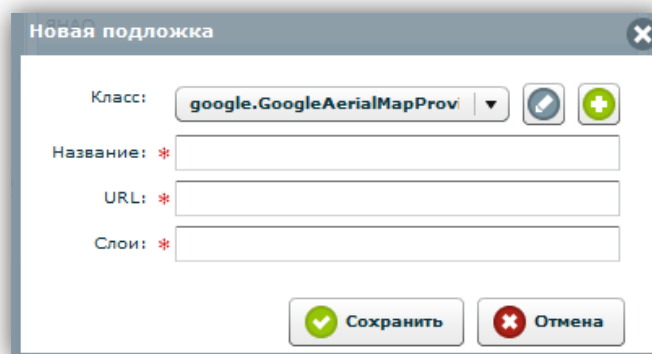 Новая подложка
Класс: google.GoogleAerialMapProvi
Название: *
URL: *
Слои: *
Сохранить Отмена